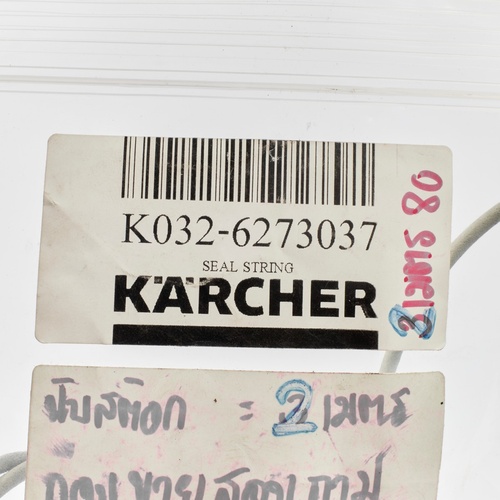 K032-6273037
SEAL STRING
KÄRCHER
2 เมตร 80
นับสต๊อก = 2 เมตร